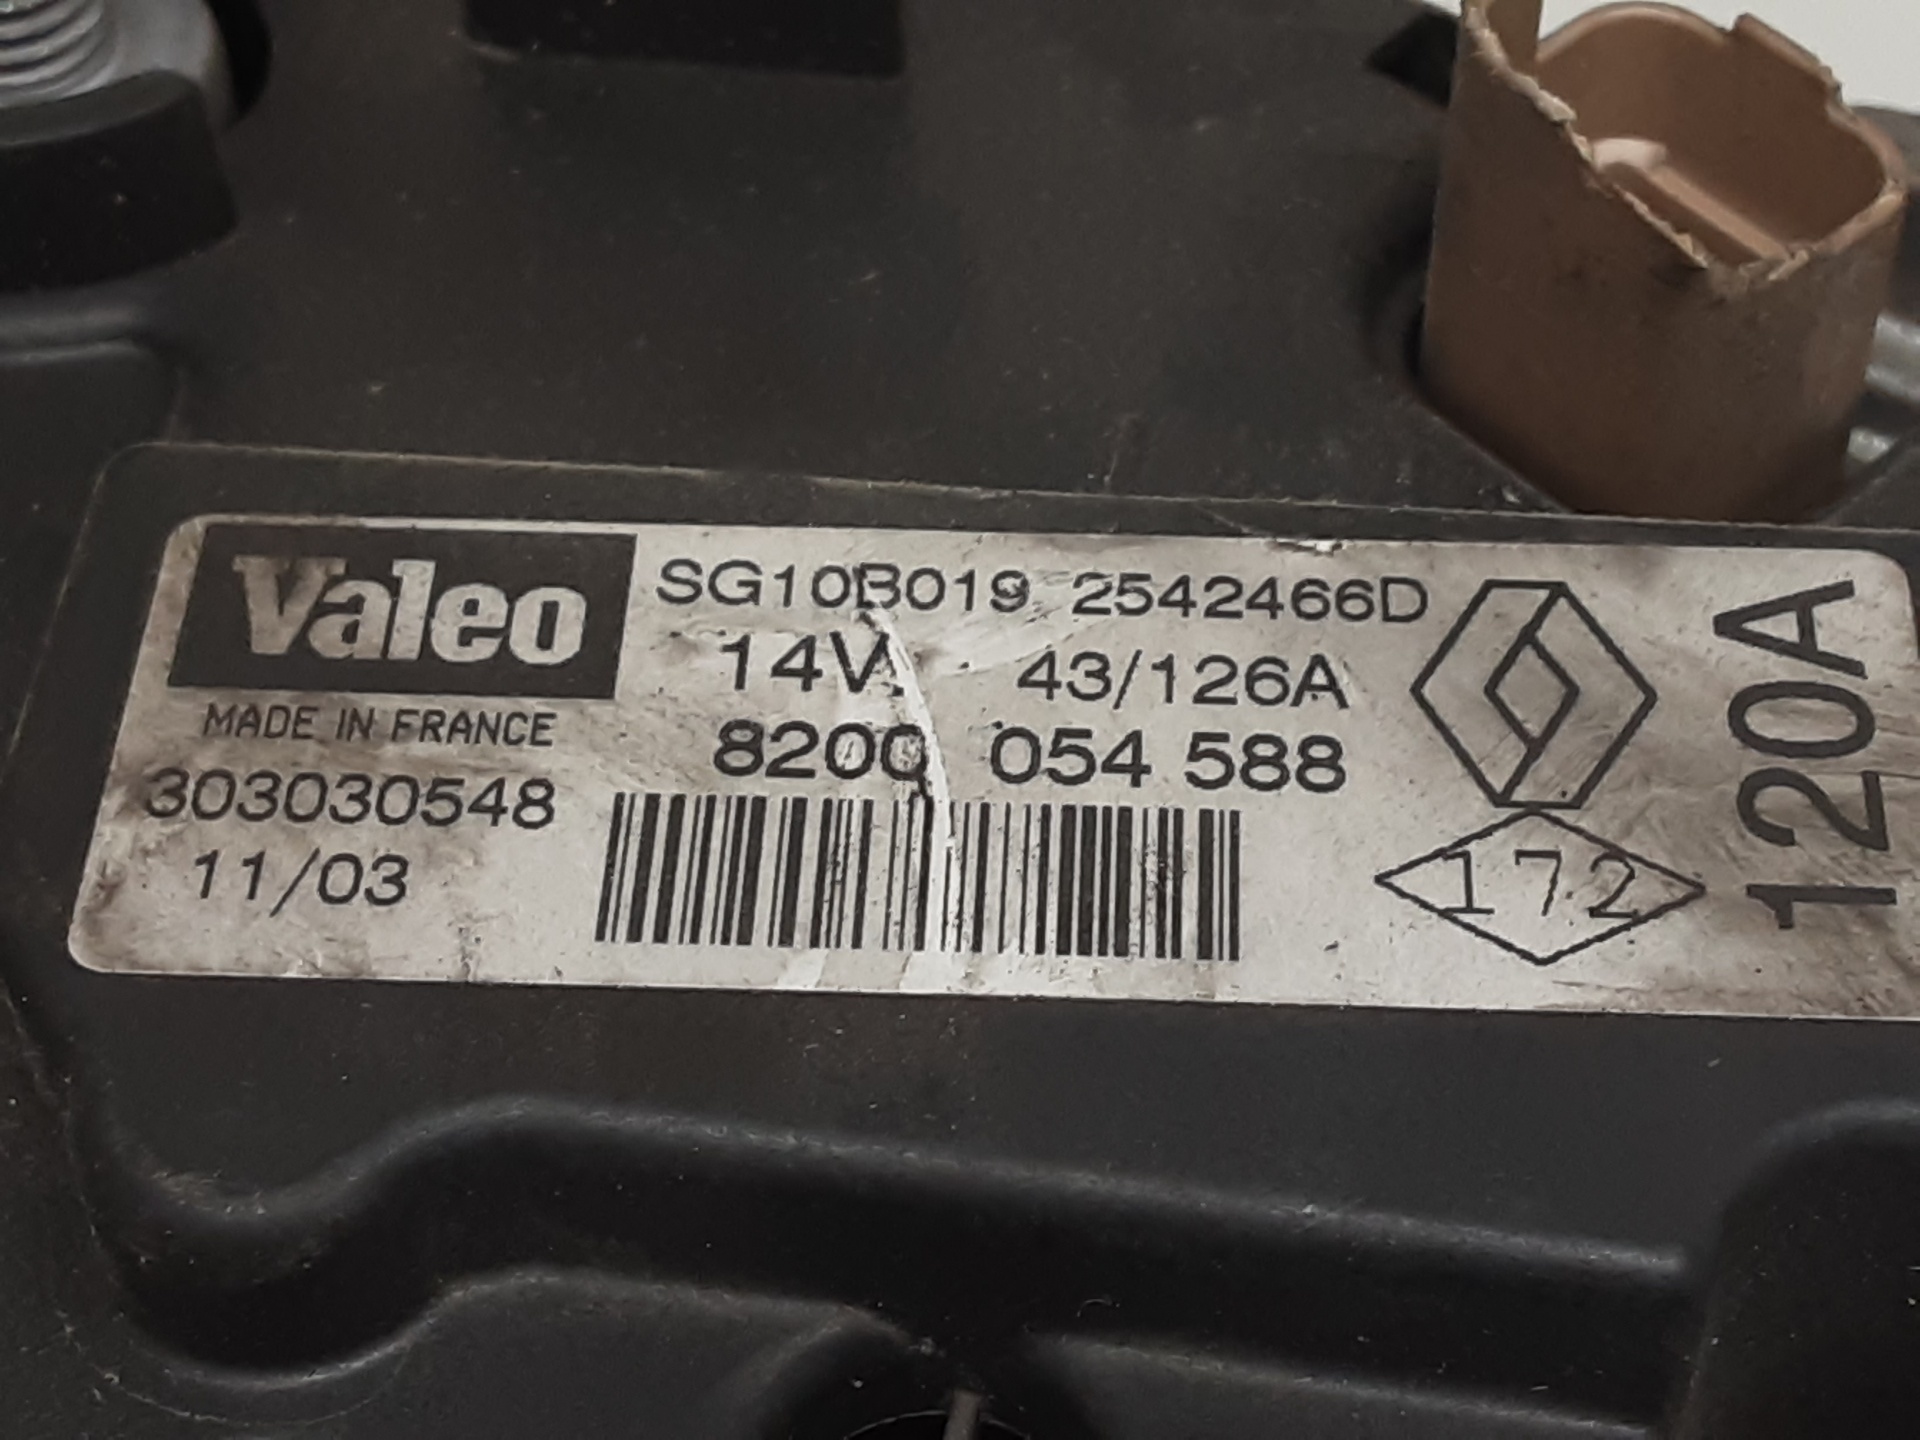 Valeo
SG10B019 2542466D
14V. 43/126A
MADE IN FRANCE
8200 054 588
303030548
11/03
172
120A